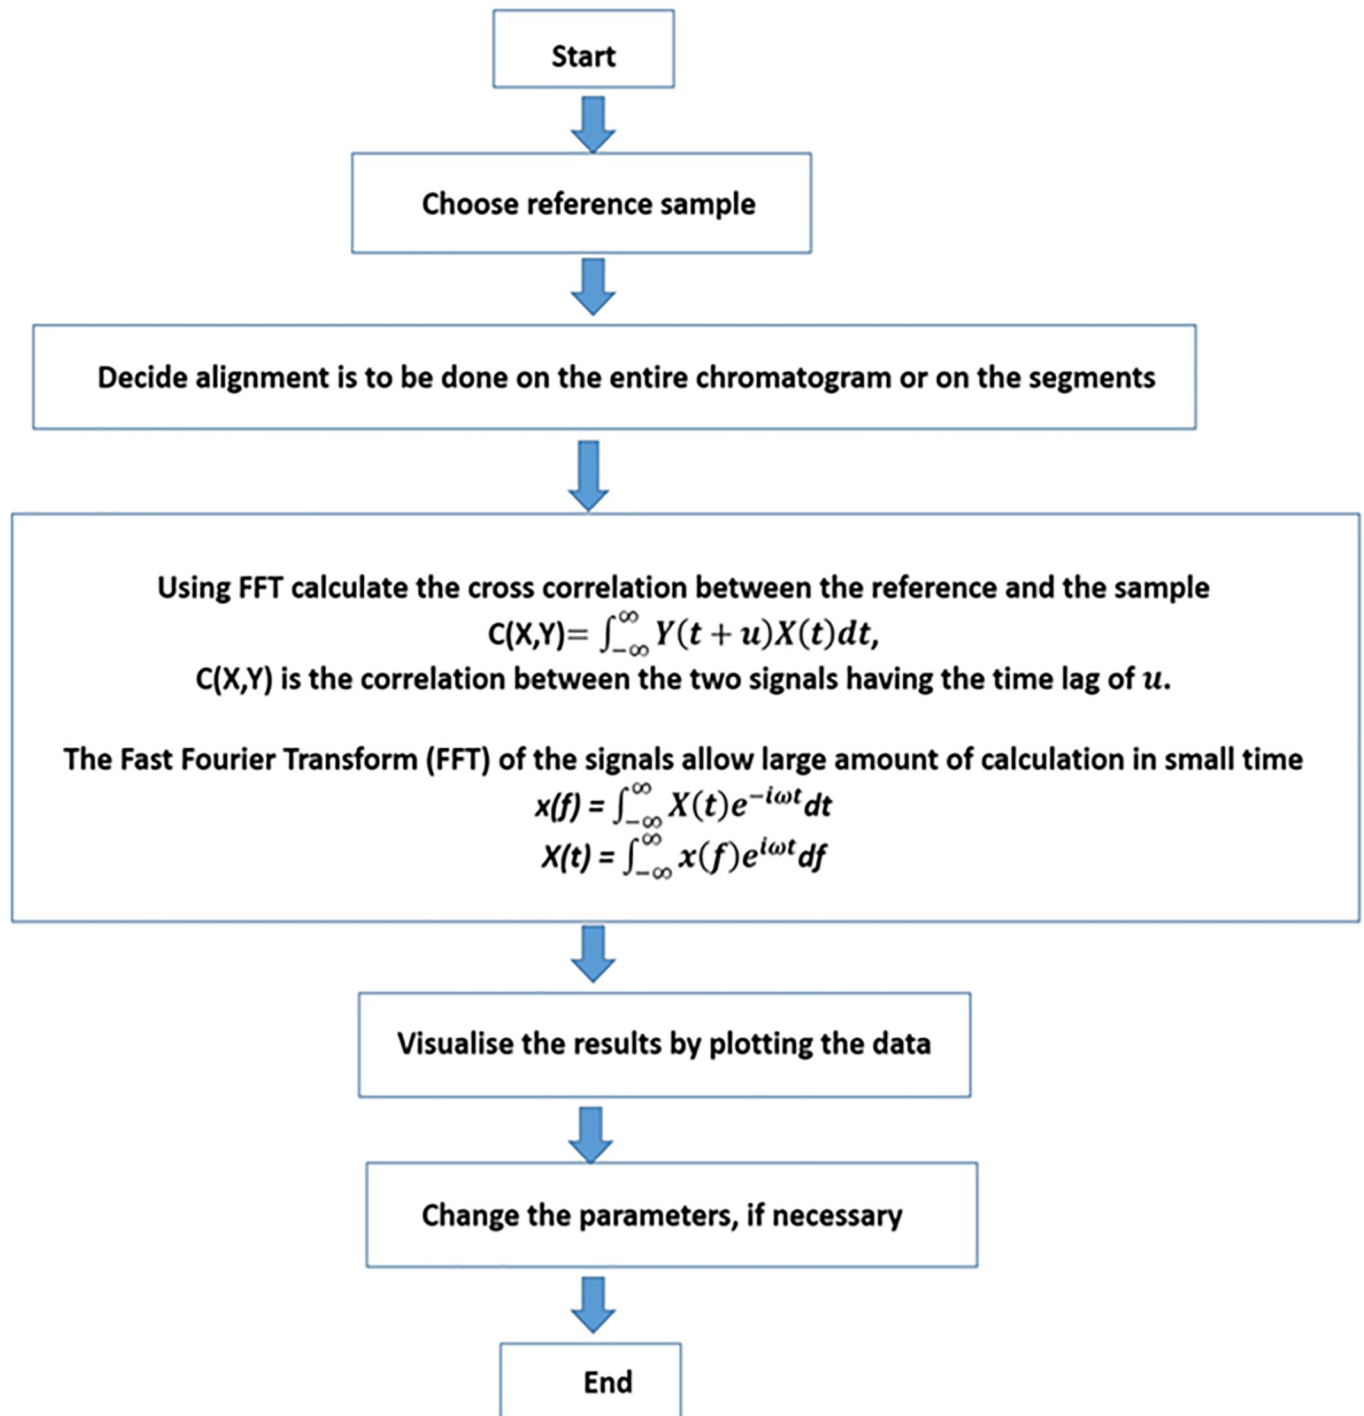 Start
Choose reference sample
Decide alignment is to be done on the entire chromatogram or on the segments
Using FFT calculate the cross correlation between the reference and the sample
C(X,Y)= ∫_{-∞}^{∞} Y(t + u)X(t)dt,
C(X,Y) is the correlation between the two signals having the time lag of u.
The Fast Fourier Transform (FFT) of the signals allow large amount of calculation in small time
x(f) = ∫_{-∞}^{∞} X(t)e^{-iωt}dt
X(t) = ∫_{-∞}^{∞} x(f)e^{iωt}df
Visualise the results by plotting the data
Change the parameters, if necessary
End